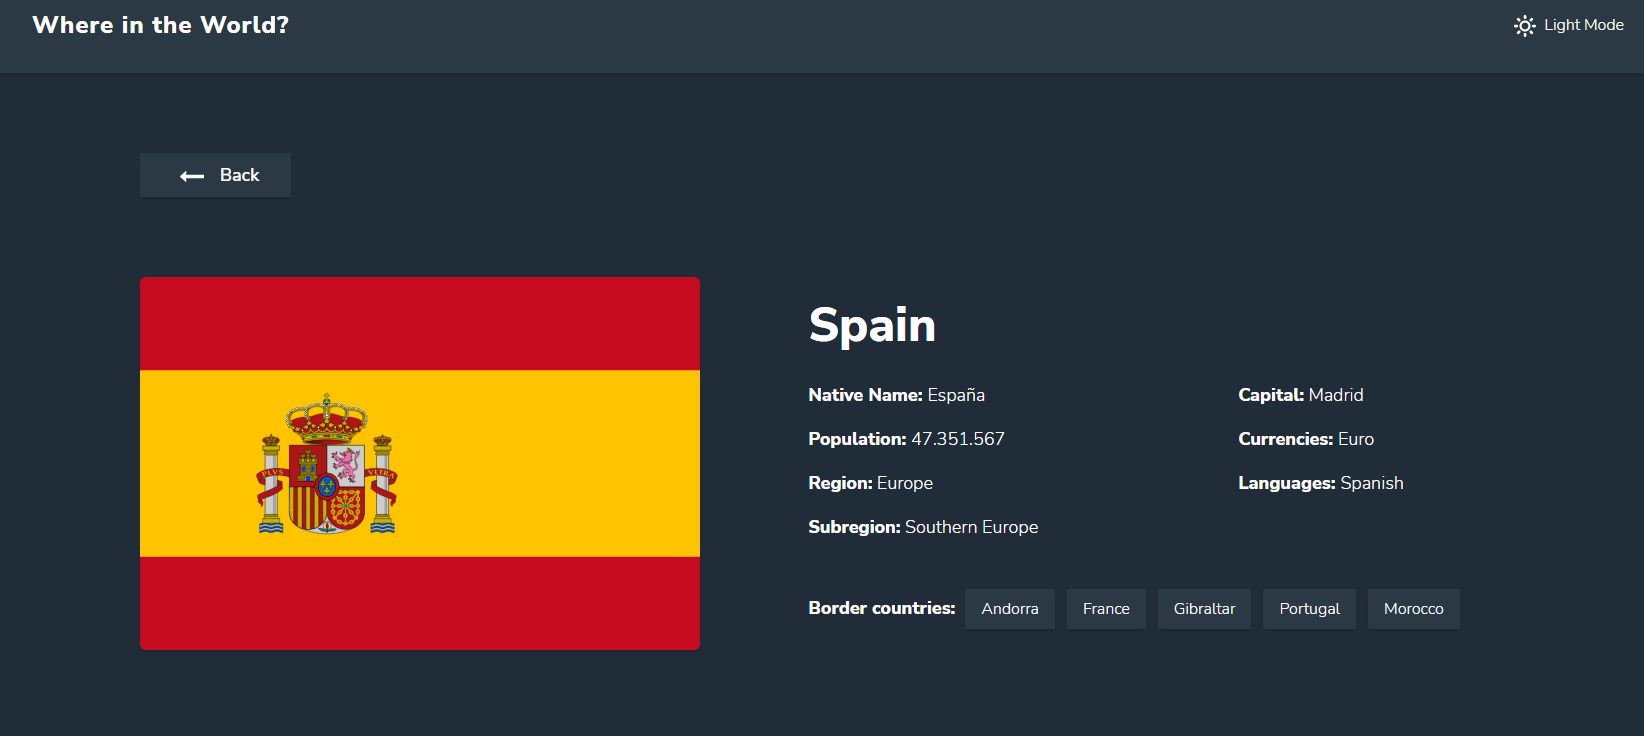 Where in the World?
Light Mode
Back
PLVS
VLTRA
Spain
Native Name: España
Population: 47.351.567
Region: Europe
Subregion: Southern Europe
Capital: Madrid
Currencies: Euro
Languages: Spanish
Border countries: Andorra France Gibraltar Portugal Morocco